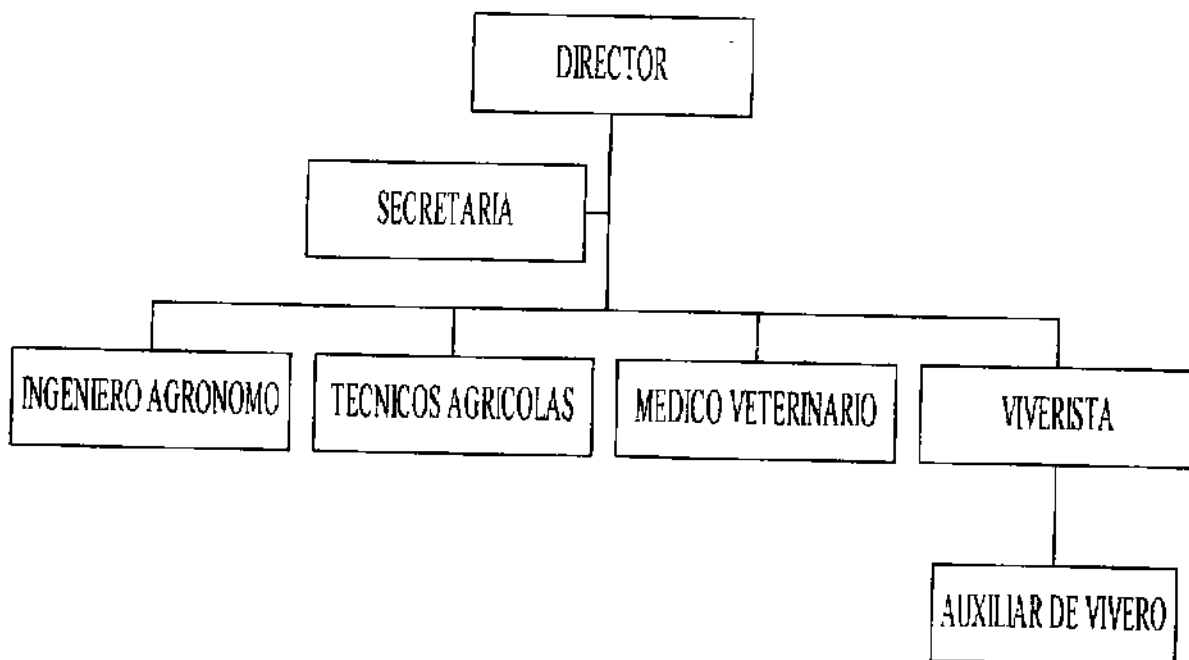 DIRECTOR
SECRETARIA
INGENIERO AGRONOMO
TECNICOS AGRICOLAS
MEDICO VETERINARIO
VIVERISTA
AUXILIAR DE VIVERO